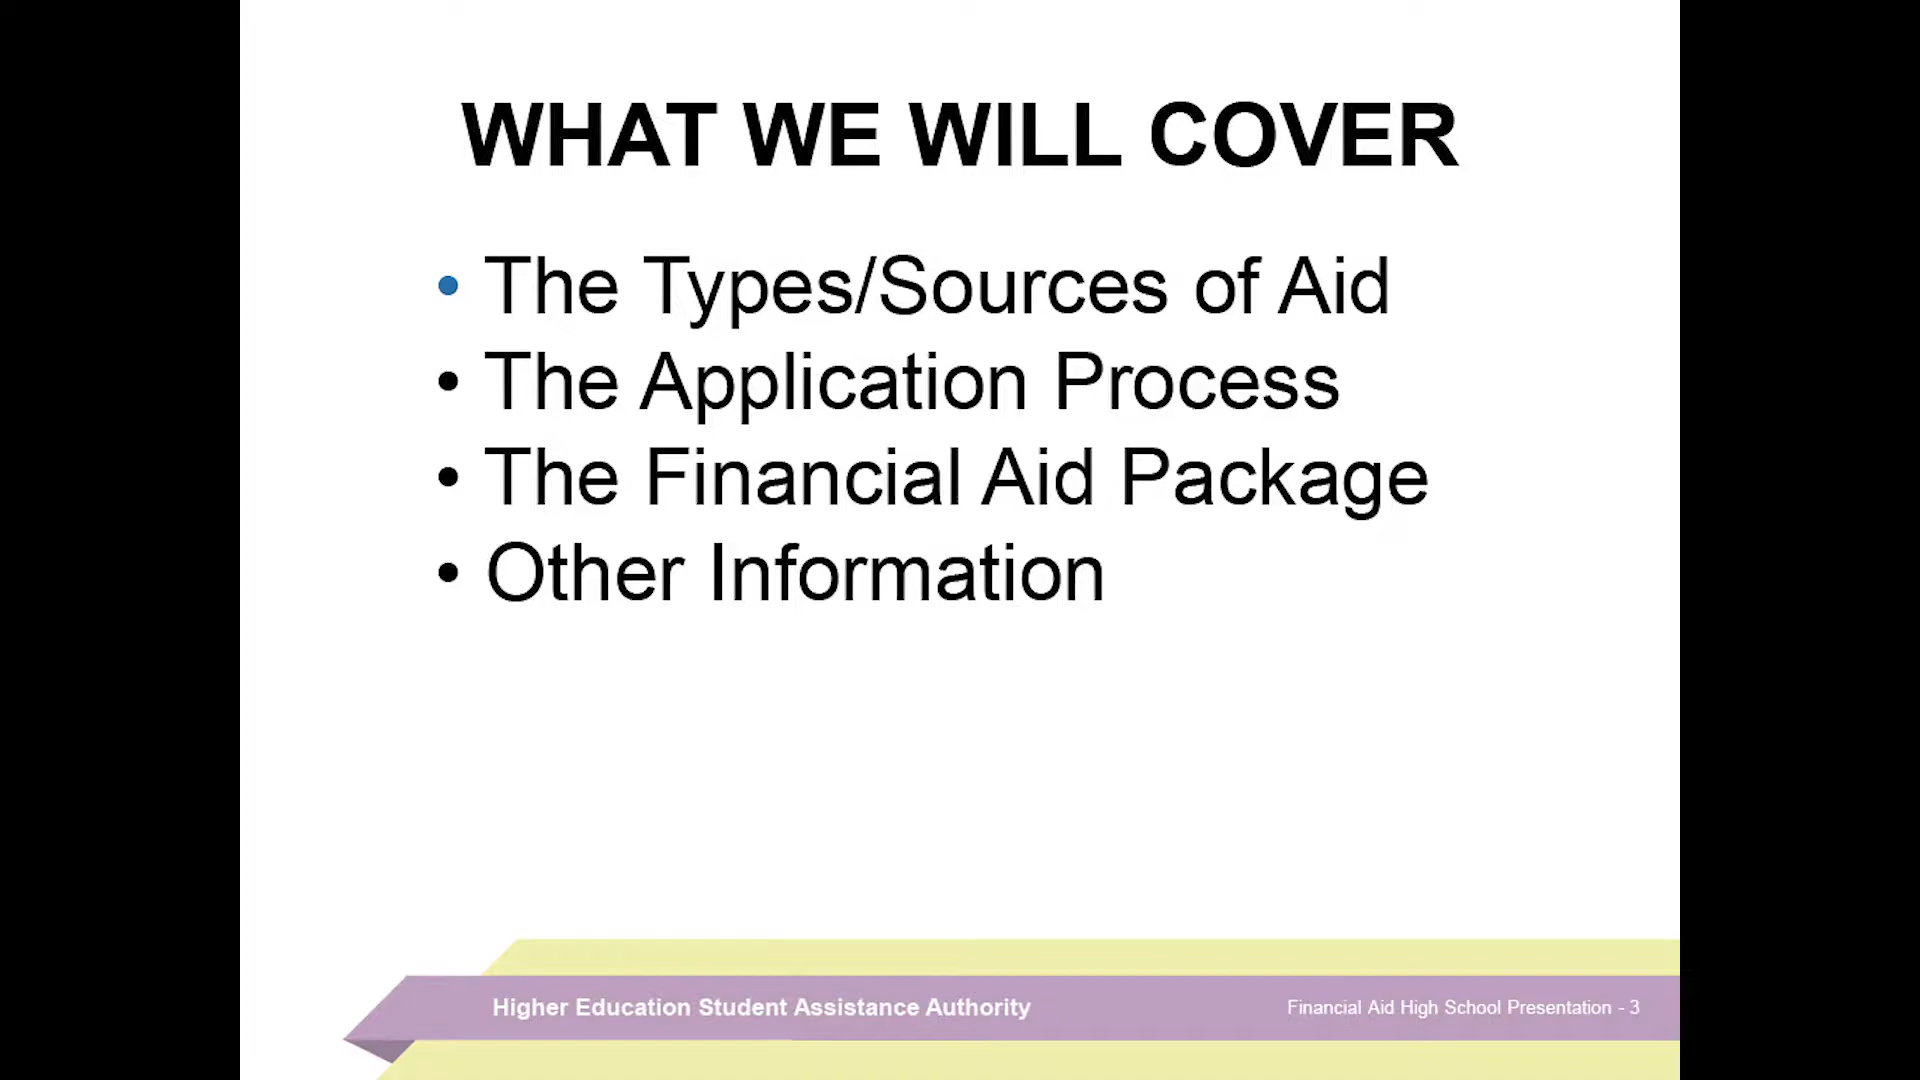 WHAT WE WILL COVER
• The Types/Sources of Aid
• The Application Process
• The Financial Aid Package
• Other Information
Higher Education Student Assistance Authority
Financial Aid High School Presentation - 3